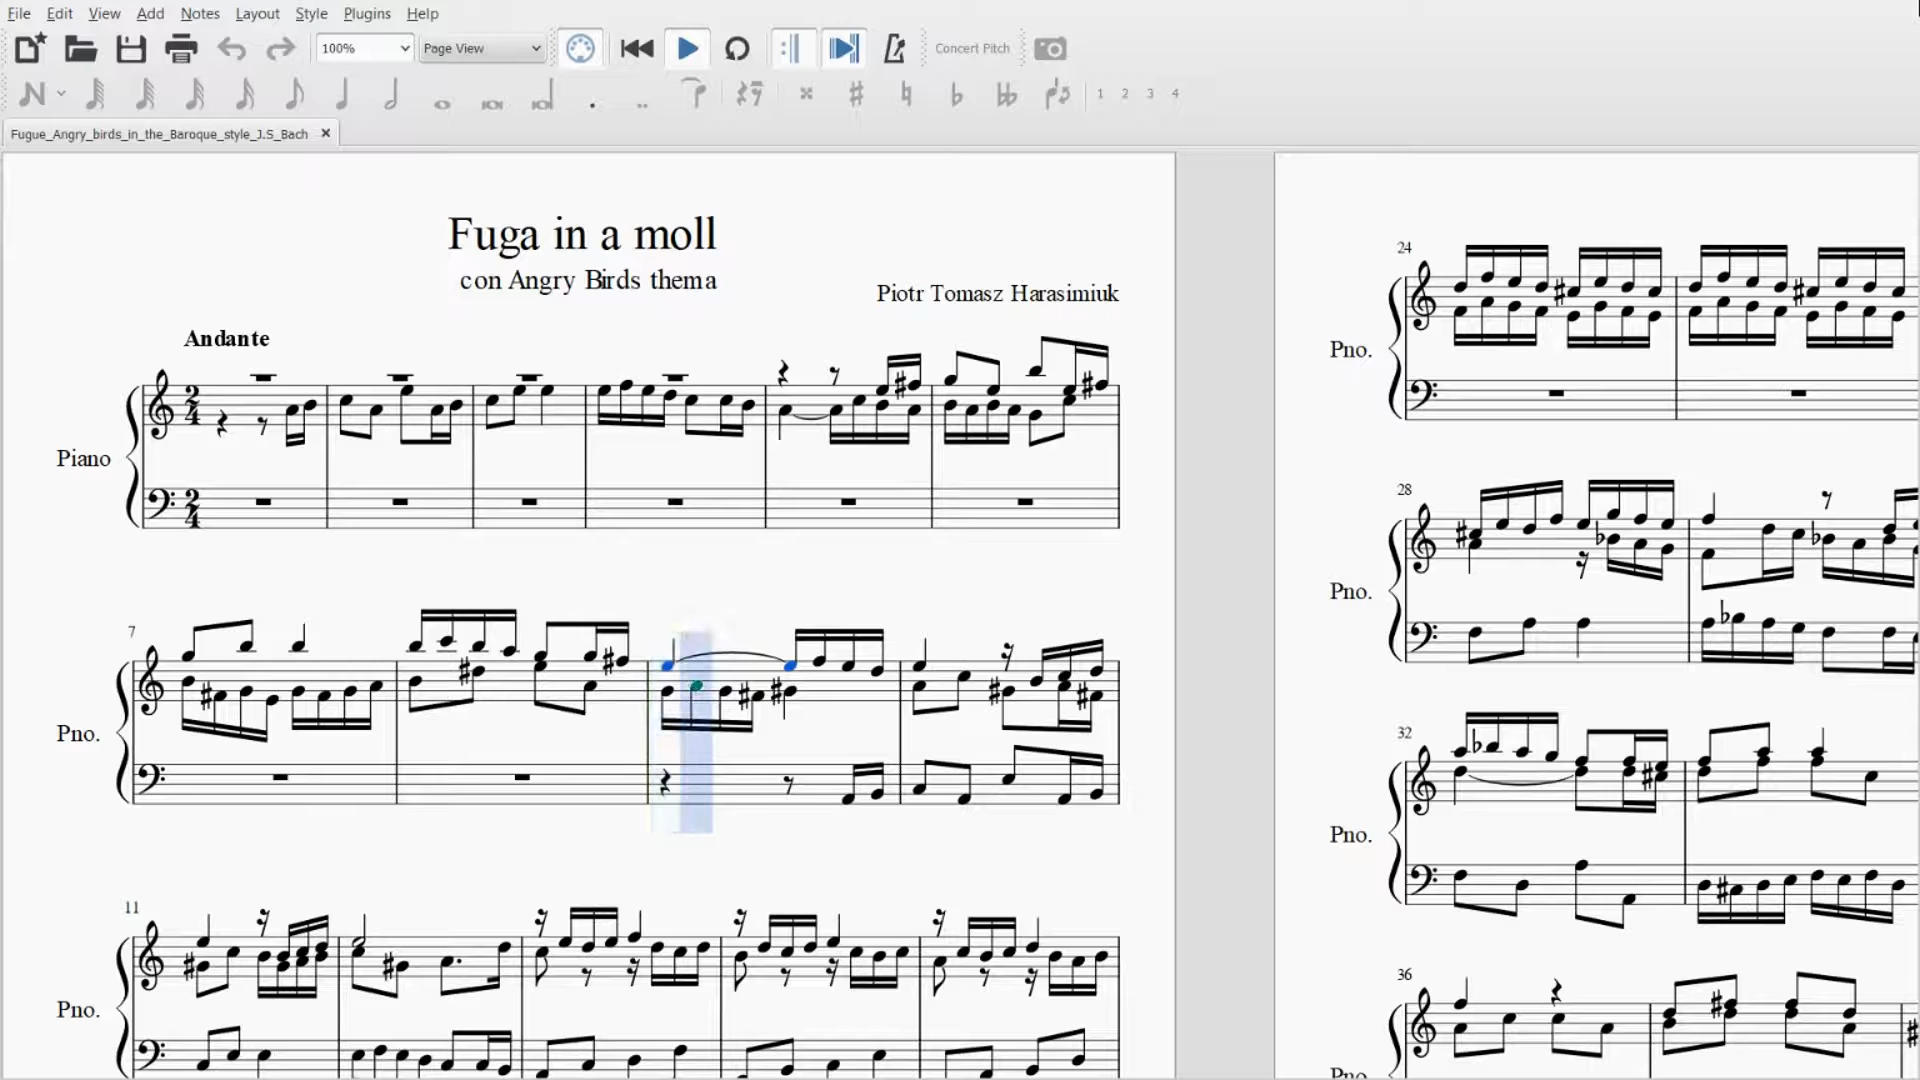 File Edit View Add Notes Layout Style Plugins Help
100% Page View Concert Pitch
1 2 3 4
Fugue_Angry_birds_in_the_Baroque_style_J.S_Bach
Fuga in a moll
con Angry Birds thema
Piotr Tomasz Harasimiuk
Andante
Piano
7
Pno.
11
Pno.
24
Pno.
28
Pno.
32
Pno.
36
Pno.